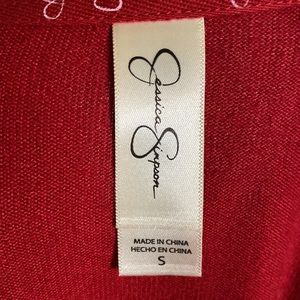 Jessica Simpson
MADE IN CHINA
HECHO EN CHINA
S